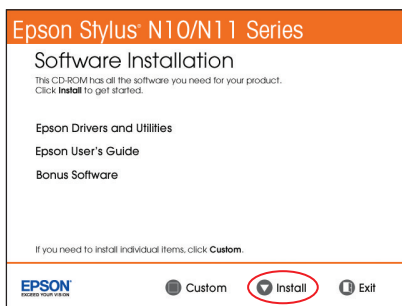 Epson Stylus® N10/N11 Series
Software Installation
This CD-ROM has all the software you need for your product.
Click Install to get started.
Epson Drivers and Utilities
Epson User's Guide
Bonus Software
If you need to install individual items, click Custom.
EPSON®
EXCEED YOUR VISION
Custom
Install
Exit